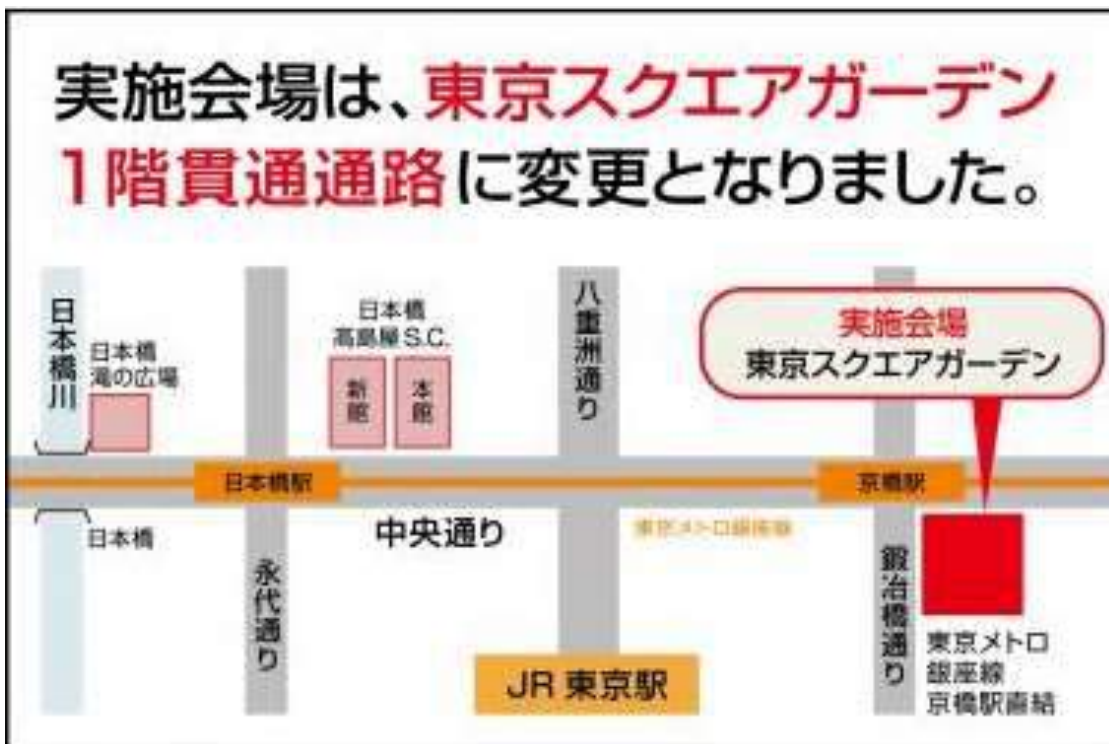 実施会場は、東京スクエアガーデン
1階貫通通路に変更となりました。
日本橋川
日本橋
滝の広場
日本橋
高島屋S.C.
新館
本館
八重洲通り
実施会場
東京スクエアガーデン
日本橋駅
京橋駅
日本橋
中央通り
東京メトロ銀座線
永代通り
鍛冶橋通り
JR 東京駅
東京メトロ
銀座線
京橋駅直結